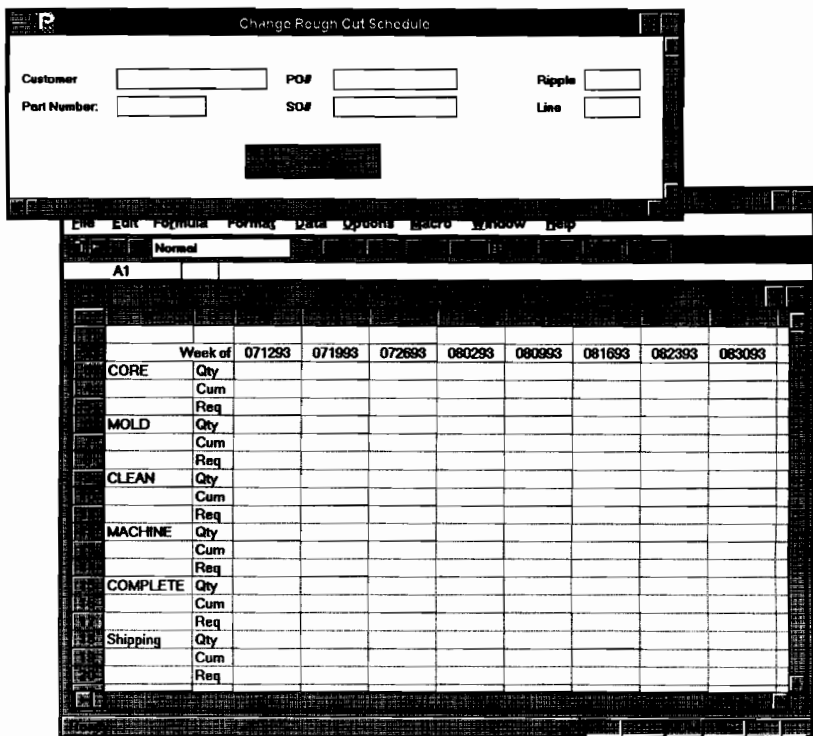 Change Rough Cut Schedule
Customer PO# Ripple
Part Number: SO# Line
File Edit Formula Format Data Options Macro Window Help
Normal
A1
Week of 071293 071993 072693 080293 080993 081693 082393 083093
CORE Qty
Cum
Req
MOLD Qty
Cum
Req
CLEAN Qty
Cum
Req
MACHINE Qty
Cum
Req
COMPLETE Qty
Cum
Req
Shipping Qty
Cum
Req